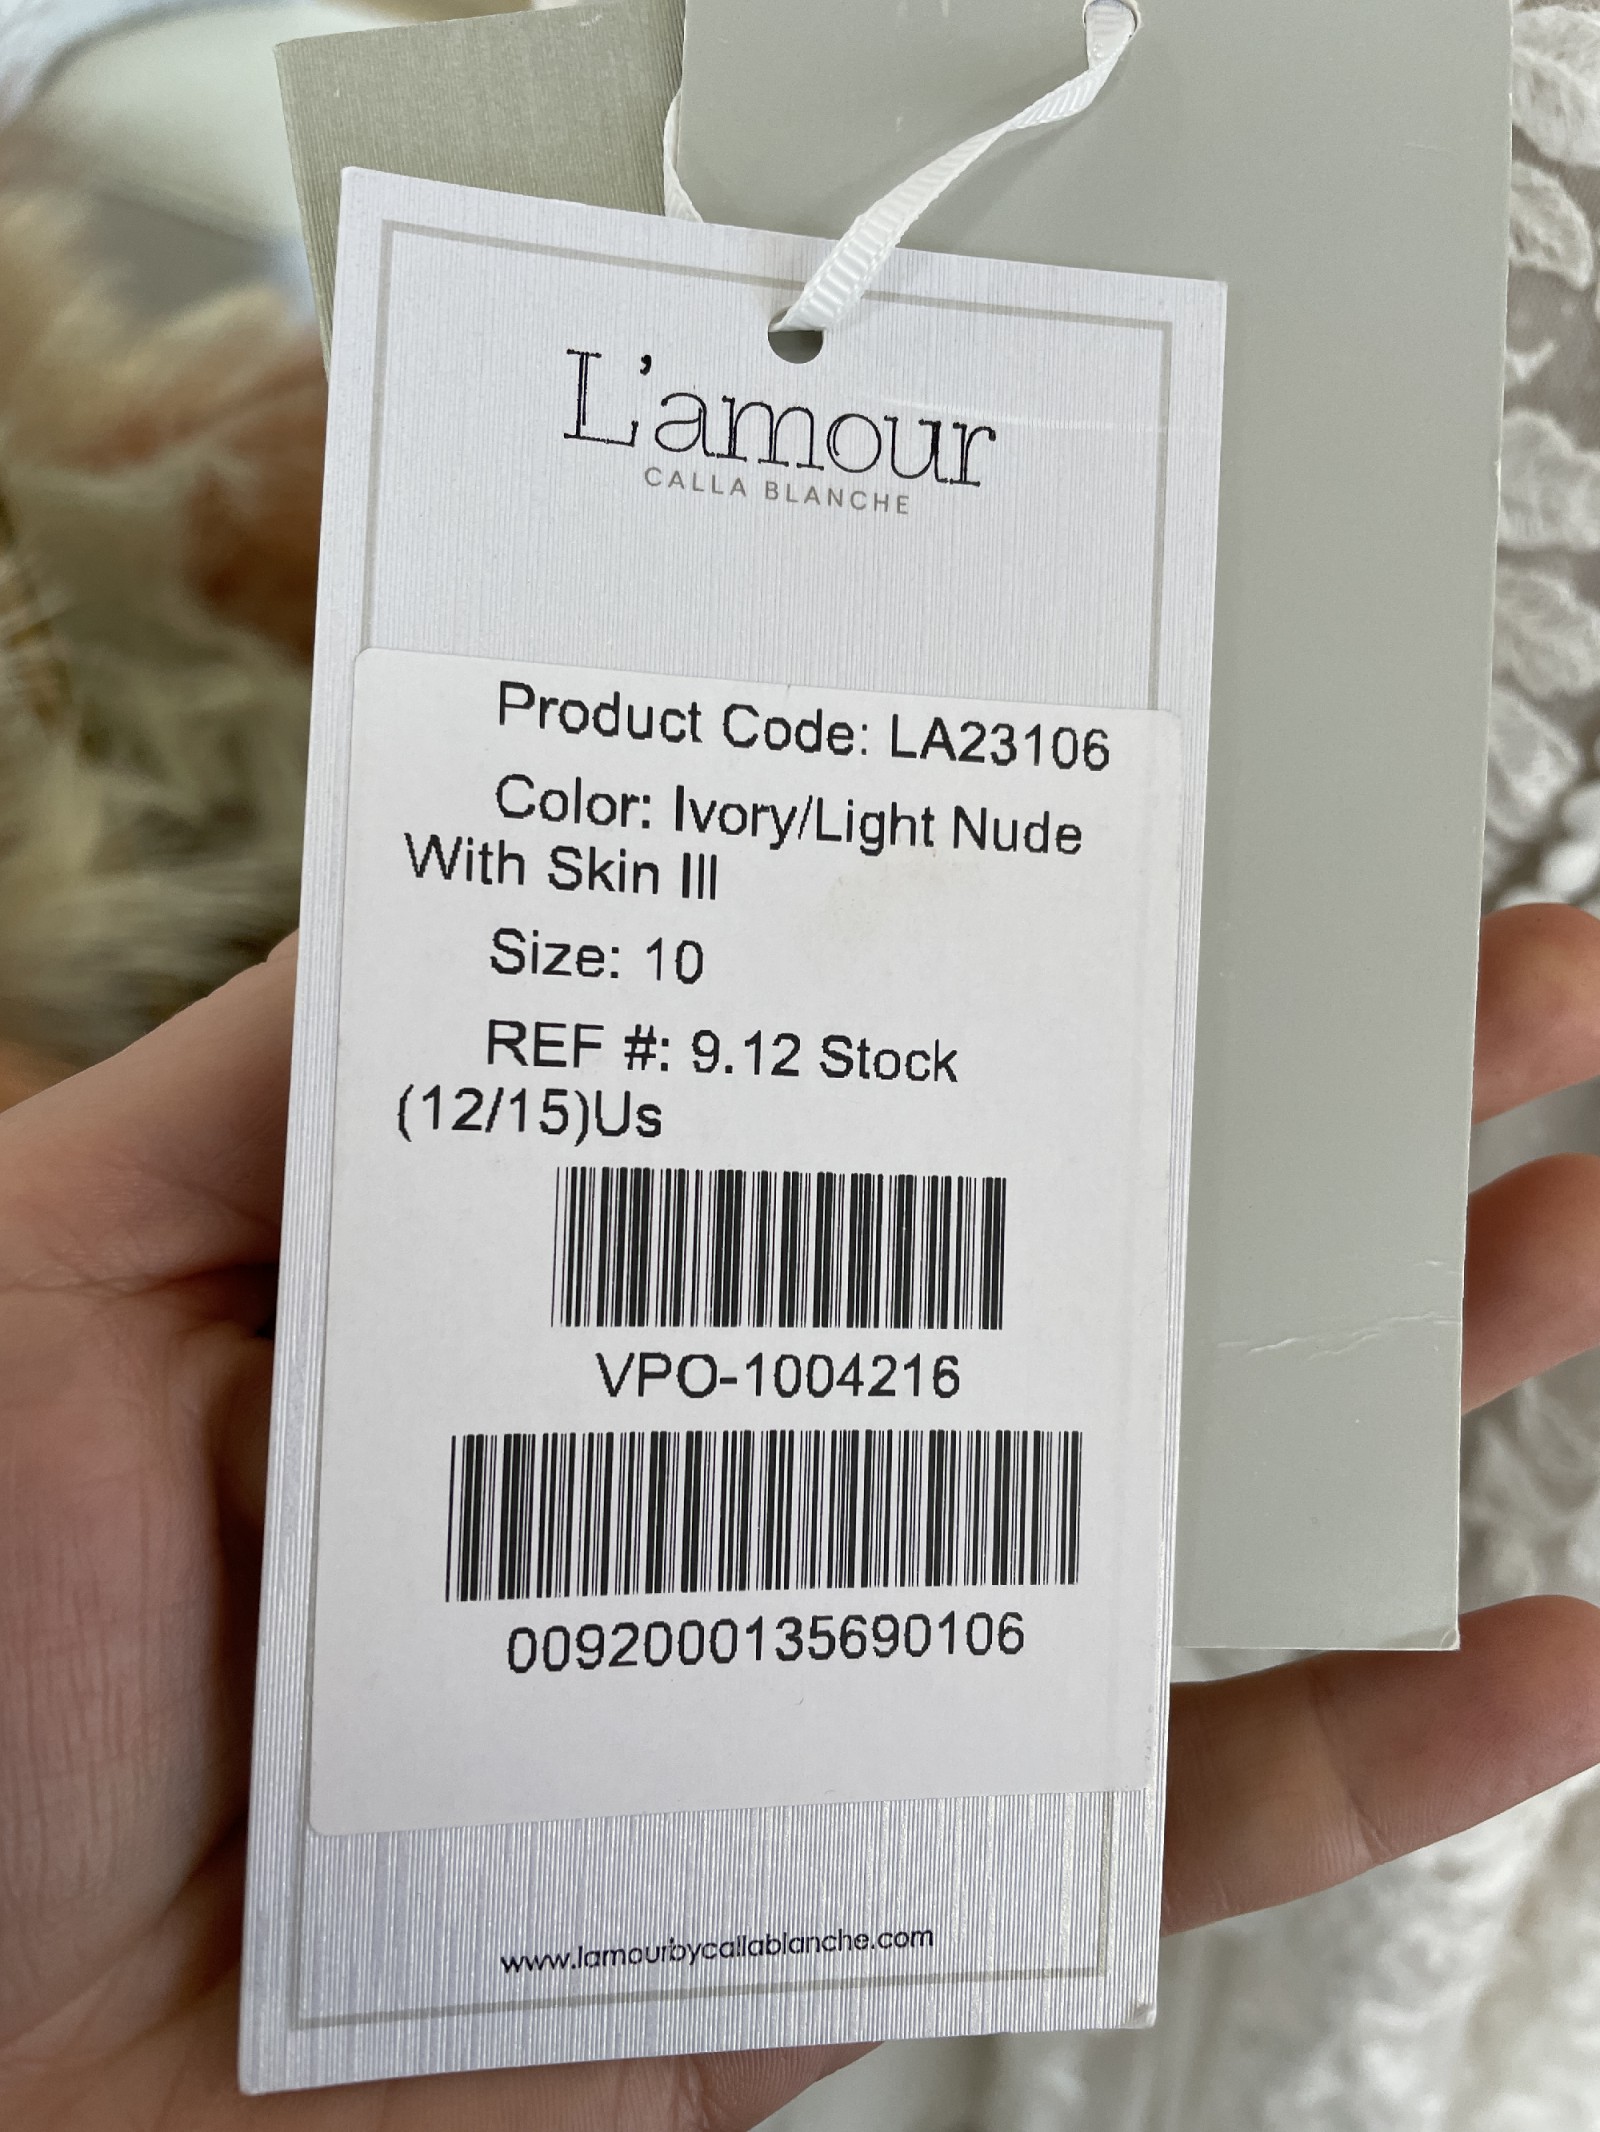 L'amour
CALLA BLANCHE
Product Code: LA23106
Color: Ivory/Light Nude
With Skin Ill
Size: 10
REF #: 9.12 Stock
(12/15)Us
VPO-1004216
0092000135690106
www.lamourbycallablanche.com